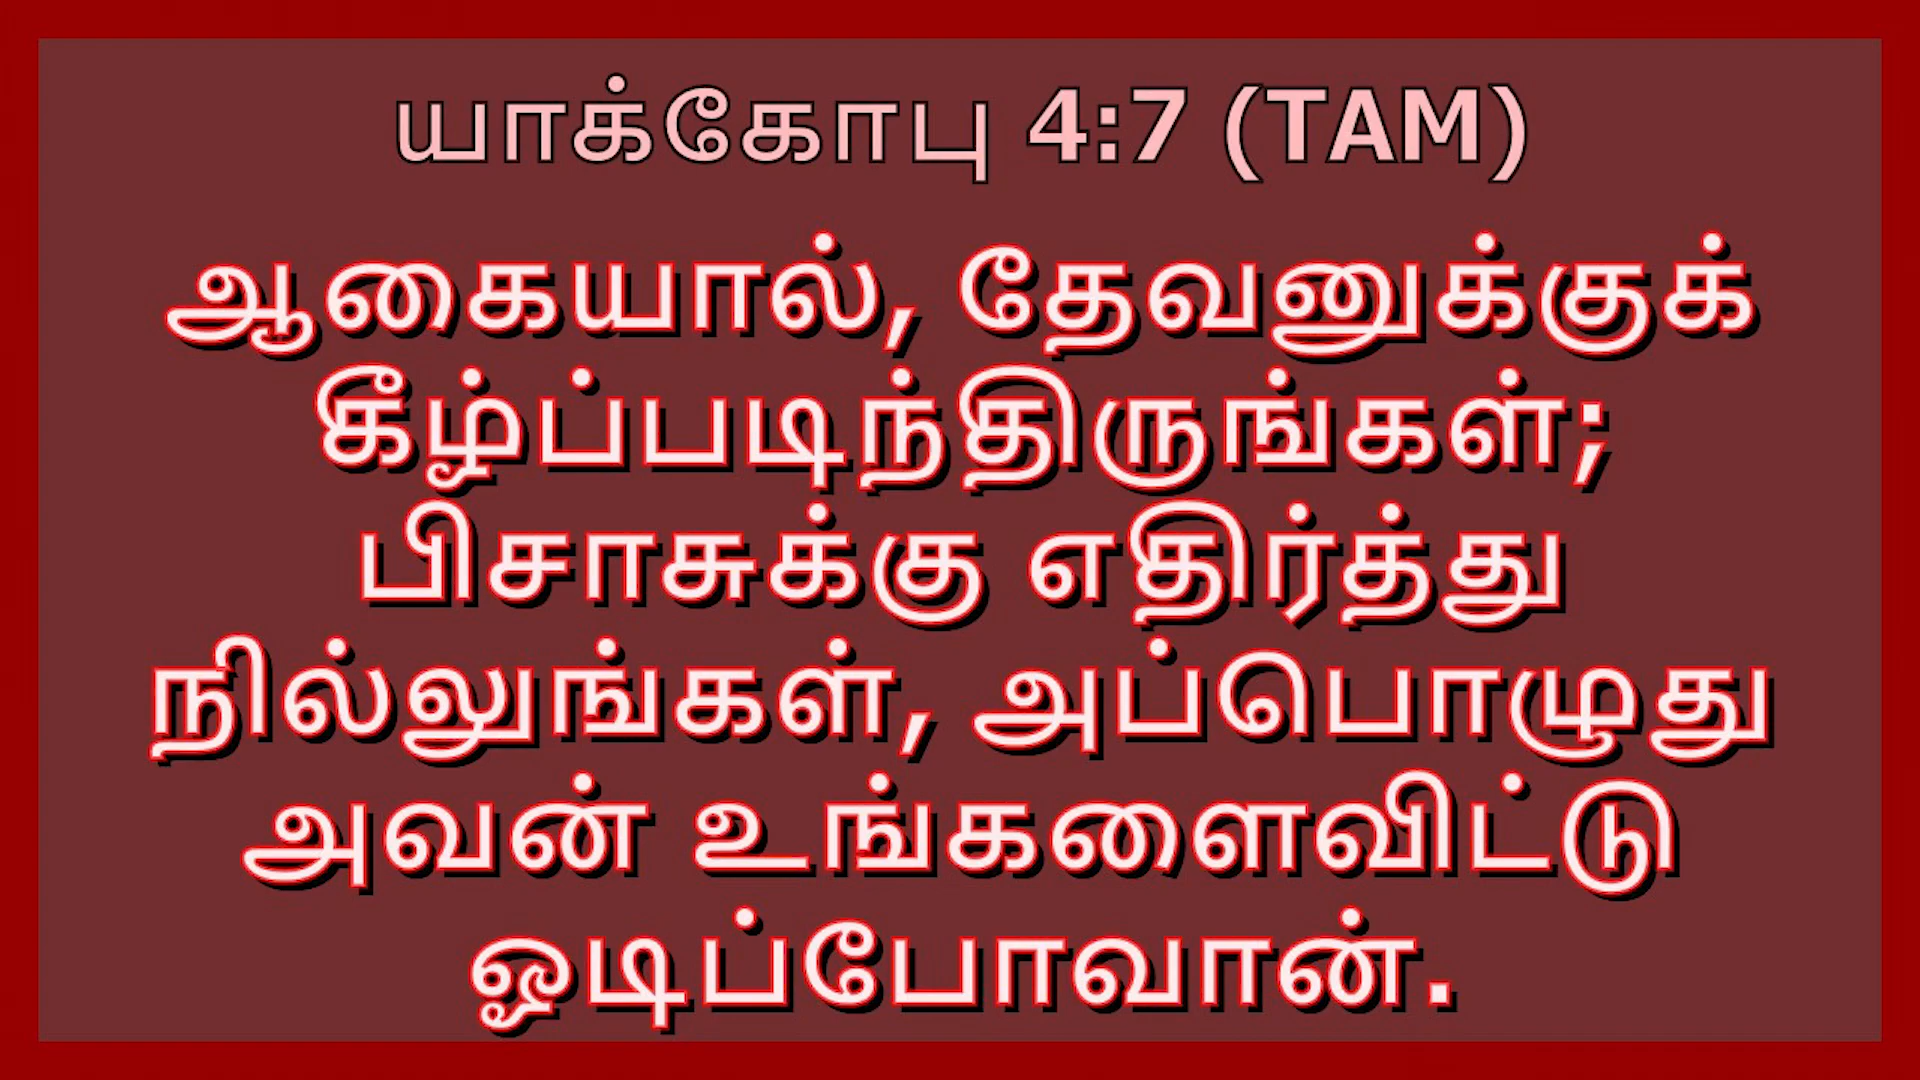 யாக்கோபு 4:7 (TAM)
ஆகையால், தேவனுக்குக்
கீழ்ப்படிந்திருங்கள்;
பிசாசுக்கு எதிர்த்து
நில்லுங்கள், அப்பொழுது
அவன் உங்களைவிட்டு
ஓடிப்போவான்.